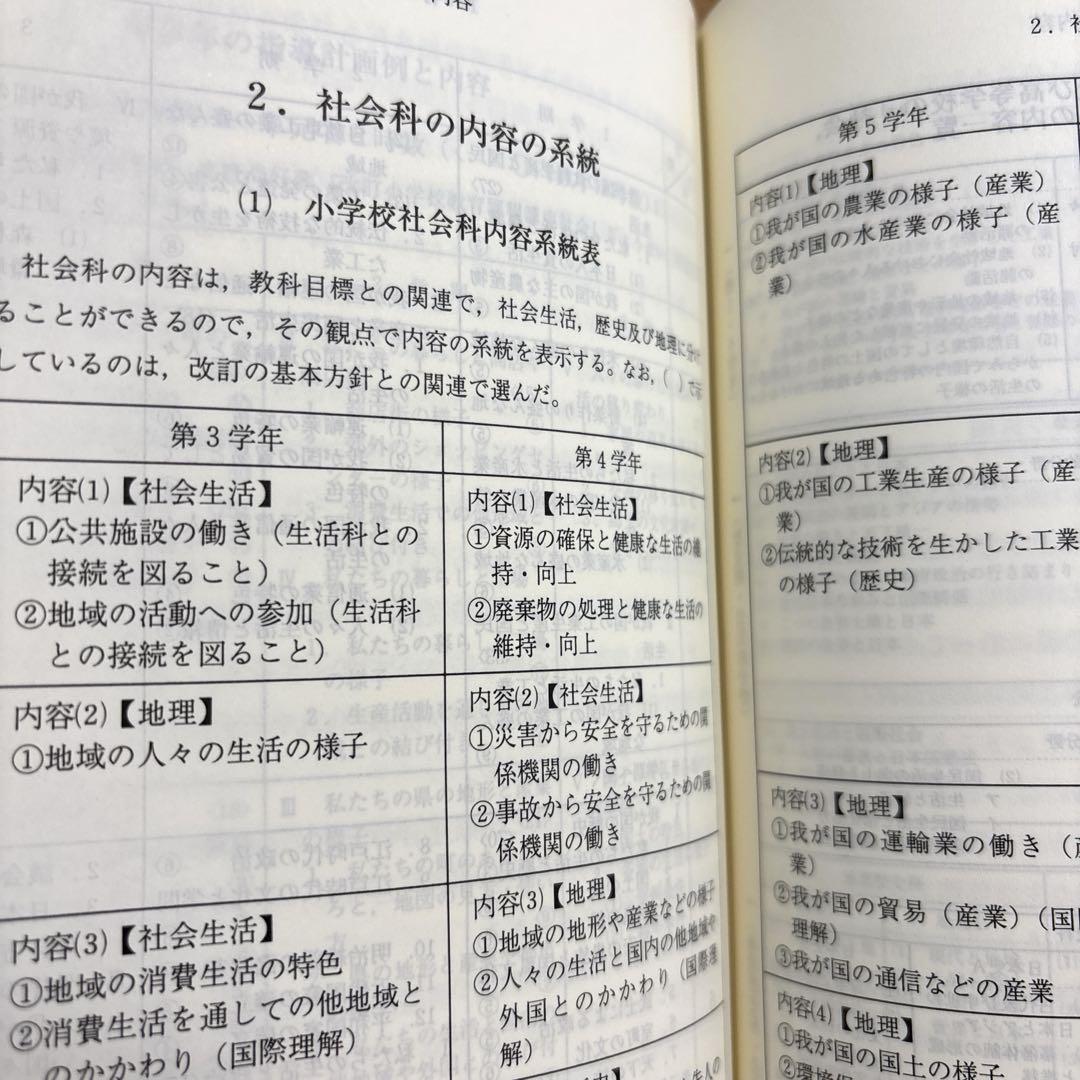 内容
2．社会科の内容の系統
(1)　小学校社会科内容系統表
社会科の内容は，教科目標との関連で，社会生活，歴史及び地理に分け
ることができるので，その観点で内容の系統を表示する。なお，（ ）で示
しているのは，改訂の基本方針との関連で選んだ。
第3学年
内容(1)【社会生活】
①公共施設の働き（生活科との
接続を図ること）
②地域の活動への参加（生活科
との接続を図ること）
内容(2)【地理】
①地域の人々の生活の様子
内容(3)【社会生活】
①地域の消費生活の特色
②消費生活を通しての他地域と
のかかわり（国際理解）
第4学年
内容(1)【社会生活】
①資源の確保と健康な生活の維
持・向上
②廃棄物の処理と健康な生活の
維持・向上
内容(2)【社会生活】
①災害から安全を守るための関
係機関の働き
②事故から安全を守るための関
係機関の働き
内容(3)【地理】
①地域の地形や産業などの様子
②人々の生活と国内の他地域や
外国とのかかわり（国際理
解）
2．社
第5学年
内容(1)【地理】
①我が国の農業の様子（産業）
②我が国の水産業の様子（産
業）
内容(2)【地理】
①我が国の工業生産の様子（産
業）
②伝統的な技術を生かした工業
の様子（歴史）
内容(3)【地理】
①我が国の運輸業の働き（産
業）
②我が国の貿易（産業）（国際
理解）
③我が国の通信などの産業
内容(4)【地理】
①我が国の国土の様子
②環境保